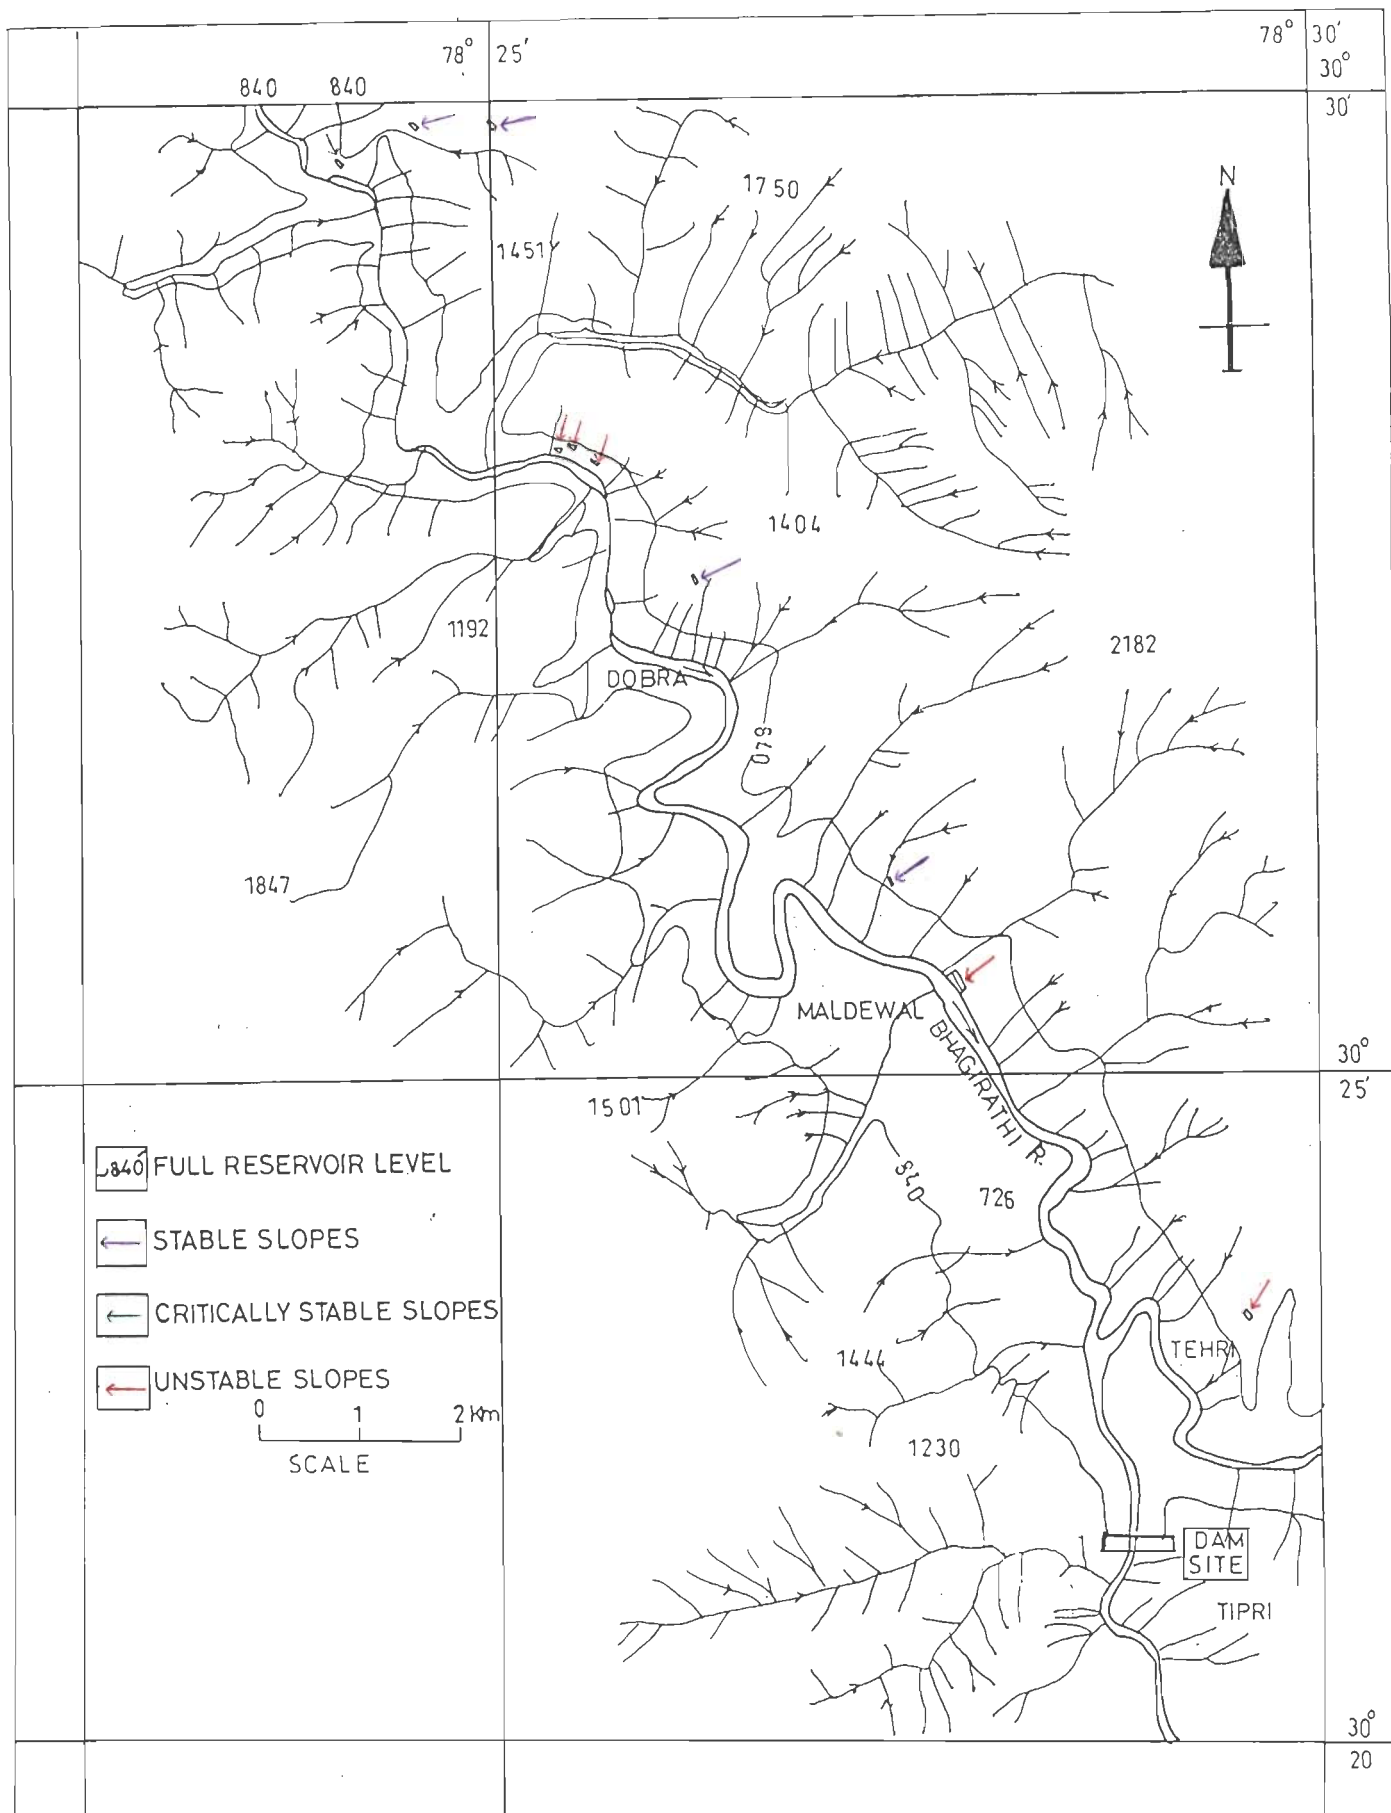 78° 25'
78° 30'
30°
30'
840
840
N
1750
1451
1404
1192
2182
DOBRA
840
1847
MALDEWAL
BHAGIRATHI R.
30°
25'
1501
840 FULL RESERVOIR LEVEL
840
726
STABLE SLOPES
CRITICALLY STABLE SLOPES
TEHRI
1444
UNSTABLE SLOPES
0 1 2 Km
SCALE
1230
DAM
SITE
TIPRI
30°
20